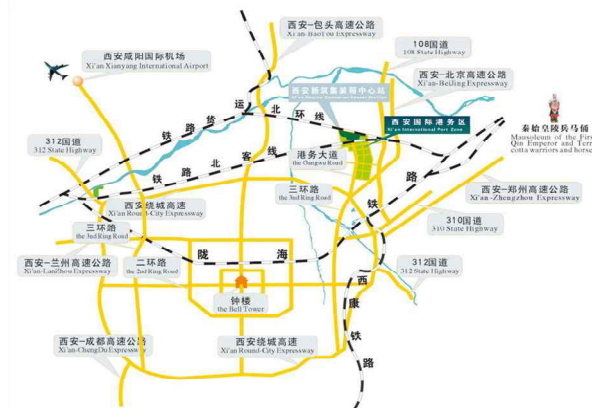 西安-包头高速公路
Xi'an-BaoTou Expressway
108国道
108 State Highway
西安咸阳国际机场
Xi'an Xianyang International Airport
西安-北京高速公路
Xi'an-Beijing Expressway
西安新筑集装箱中心站
铁路货运北环线
西安国际港务区
Xi'an International Port Zone
秦始皇陵兵马俑
Mausoleum of the Firs
Qin Emperor and Terr
cotta warriors and horse
312国道
312 State Highway
铁路北客线
港务大道
the Gangwu Road
三环路
the 3nd Ring Road
铁路
西安-郑州高速公路
Xi'an-Zhengzhou Expressway
西安绕城高速
Xi'an Round-City Expressway
310国道
310 State Highway
三环路
the 3nd Ring Road
陇海
西安-兰州高速公路
Xi'an-LanZhou Expressway
二环路
the 2nd Ring Road
312国道
312 State Highway
钟楼
the Bell Tower
西康铁路
西安-成都高速公路
Xi'an-ChengDu Expressway
西安绕城高速
Xi'an Round-City Expressway